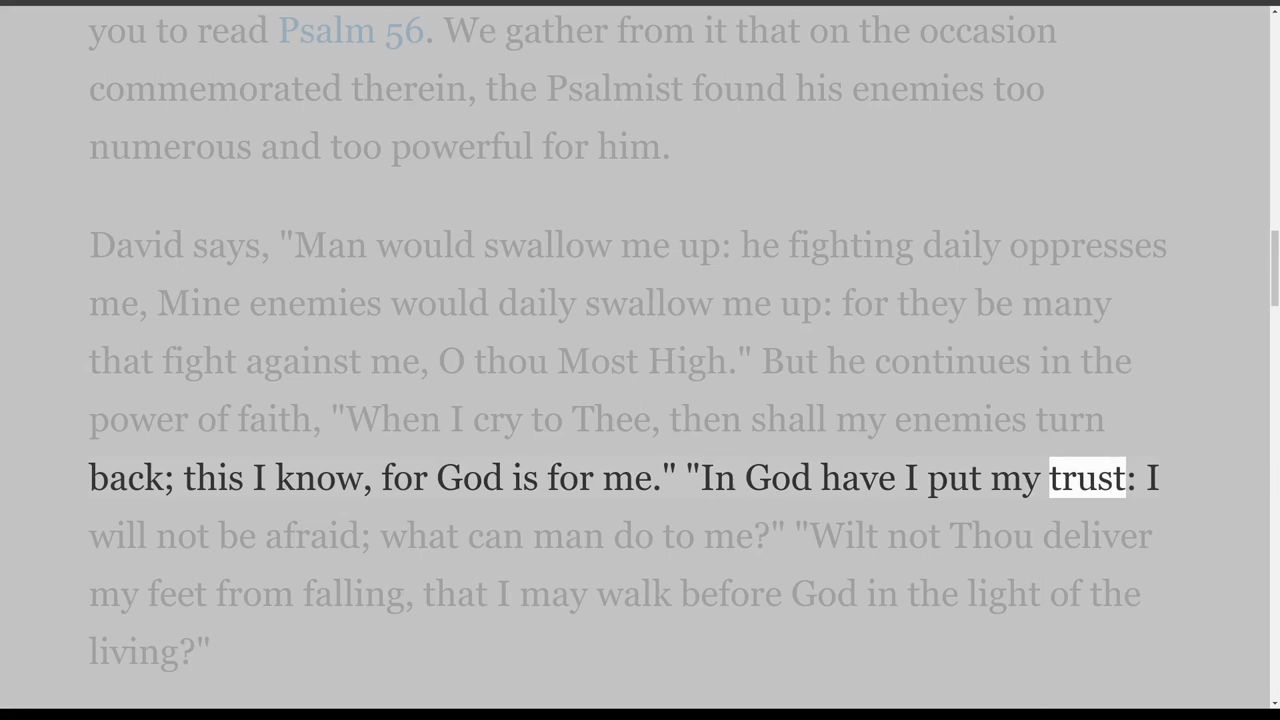 you to read Psalm 56. We gather from it that on the occasion
commemorated therein, the Psalmist found his enemies too
numerous and too powerful for him.
David says, "Man would swallow me up: he fighting daily oppresses
me, Mine enemies would daily swallow me up: for they be many
that fight against me, O thou Most High." But he continues in the
power of faith, "When I cry to Thee, then shall my enemies turn
back; this I know, for God is for me." "In God have I put my trust: I
will not be afraid; what can man do to me?" "Wilt not Thou deliver
my feet from falling, that I may walk before God in the light of the
living?"